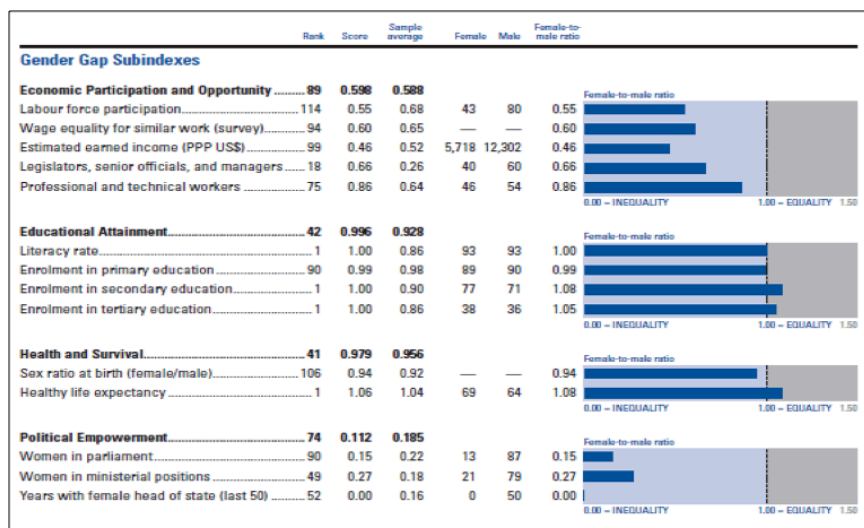 Rank Score Sample average Female Male Female-to-male ratio
Gender Gap Subindexes
Economic Participation and Opportunity ..........89 0.598 0.588
Female-to-male ratio
Labour force participation..............................114 0.55 0.68 43 80 0.55
Wage equality for similar work (survey)............94 0.60 0.65 — — 0.60
Estimated earned income (PPP US$) ..............99 0.46 0.52 5,718 12,302 0.46
Legislators, senior officials, and managers ......18 0.66 0.26 40 60 0.66
Professional and technical workers ................75 0.86 0.64 46 54 0.86
0.00 = INEQUALITY 1.00 = EQUALITY 1.50
Educational Attainment....................................42 0.996 0.928
Female-to-male ratio
Literacy rate......................................................1 1.00 0.86 93 93 1.00
Enrolment in primary education ......................90 0.99 0.98 89 90 0.99
Enrolment in secondary education ....................1 1.00 0.90 77 71 1.08
Enrolment in tertiary education..........................1 1.00 0.86 38 36 1.05
0.00 = INEQUALITY 1.00 = EQUALITY 1.50
Health and Survival..........................................41 0.979 0.956
Female-to-male ratio
Sex ratio at birth (female/male)......................106 0.94 0.92 — — 0.94
Healthy life expectancy ....................................1 1.06 1.04 69 64 1.08
0.00 = INEQUALITY 1.00 = EQUALITY 1.50
Political Empowerment....................................74 0.112 0.185
Female-to-male ratio
Women in parliament......................................90 0.15 0.22 13 87 0.15
Women in ministerial positions ......................49 0.27 0.18 21 79 0.27
Years with female head of state (last 50) ........52 0.00 0.16 0 50 0.00
0.00 = INEQUALITY 1.00 = EQUALITY 1.50